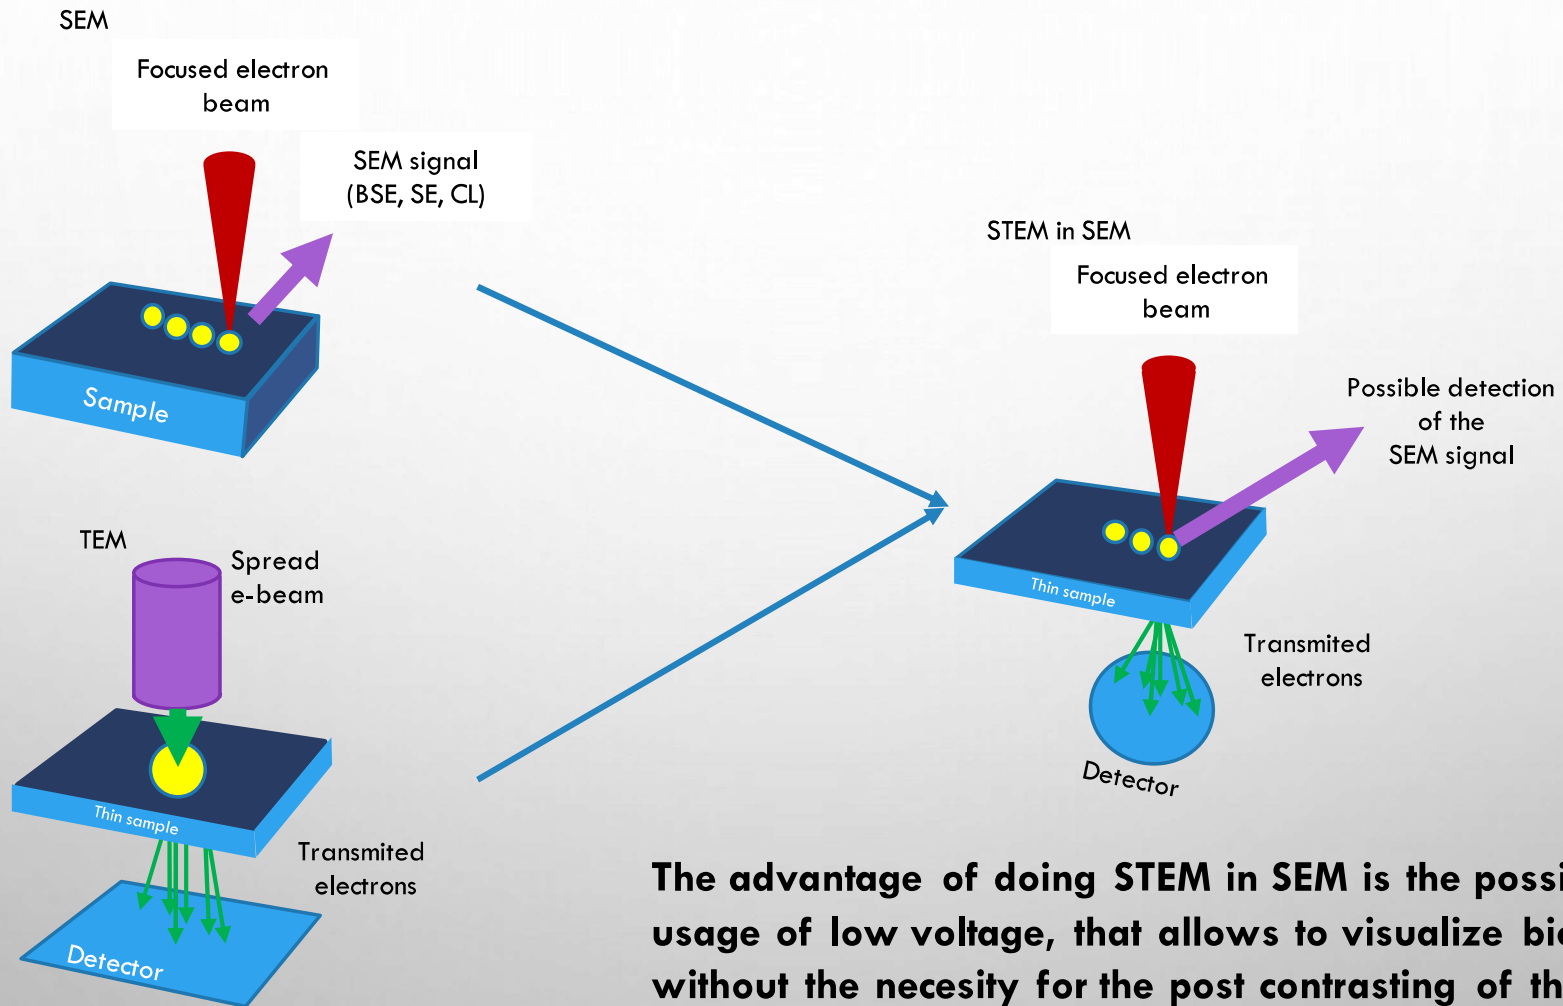 SEM
Focused electron
beam
SEM signal
(BSE, SE, CL)
Sample
TEM
Spread
e-beam
Thin sample
Transmited
electrons
Detector
STEM in SEM
Focused electron
beam
Possible detection
of the
SEM signal
Thin sample
Transmited
electrons
Detector
The advantage of doing STEM in SEM is the
usage of low voltage, that allows to visualize
without the necesity for the post contrasting of